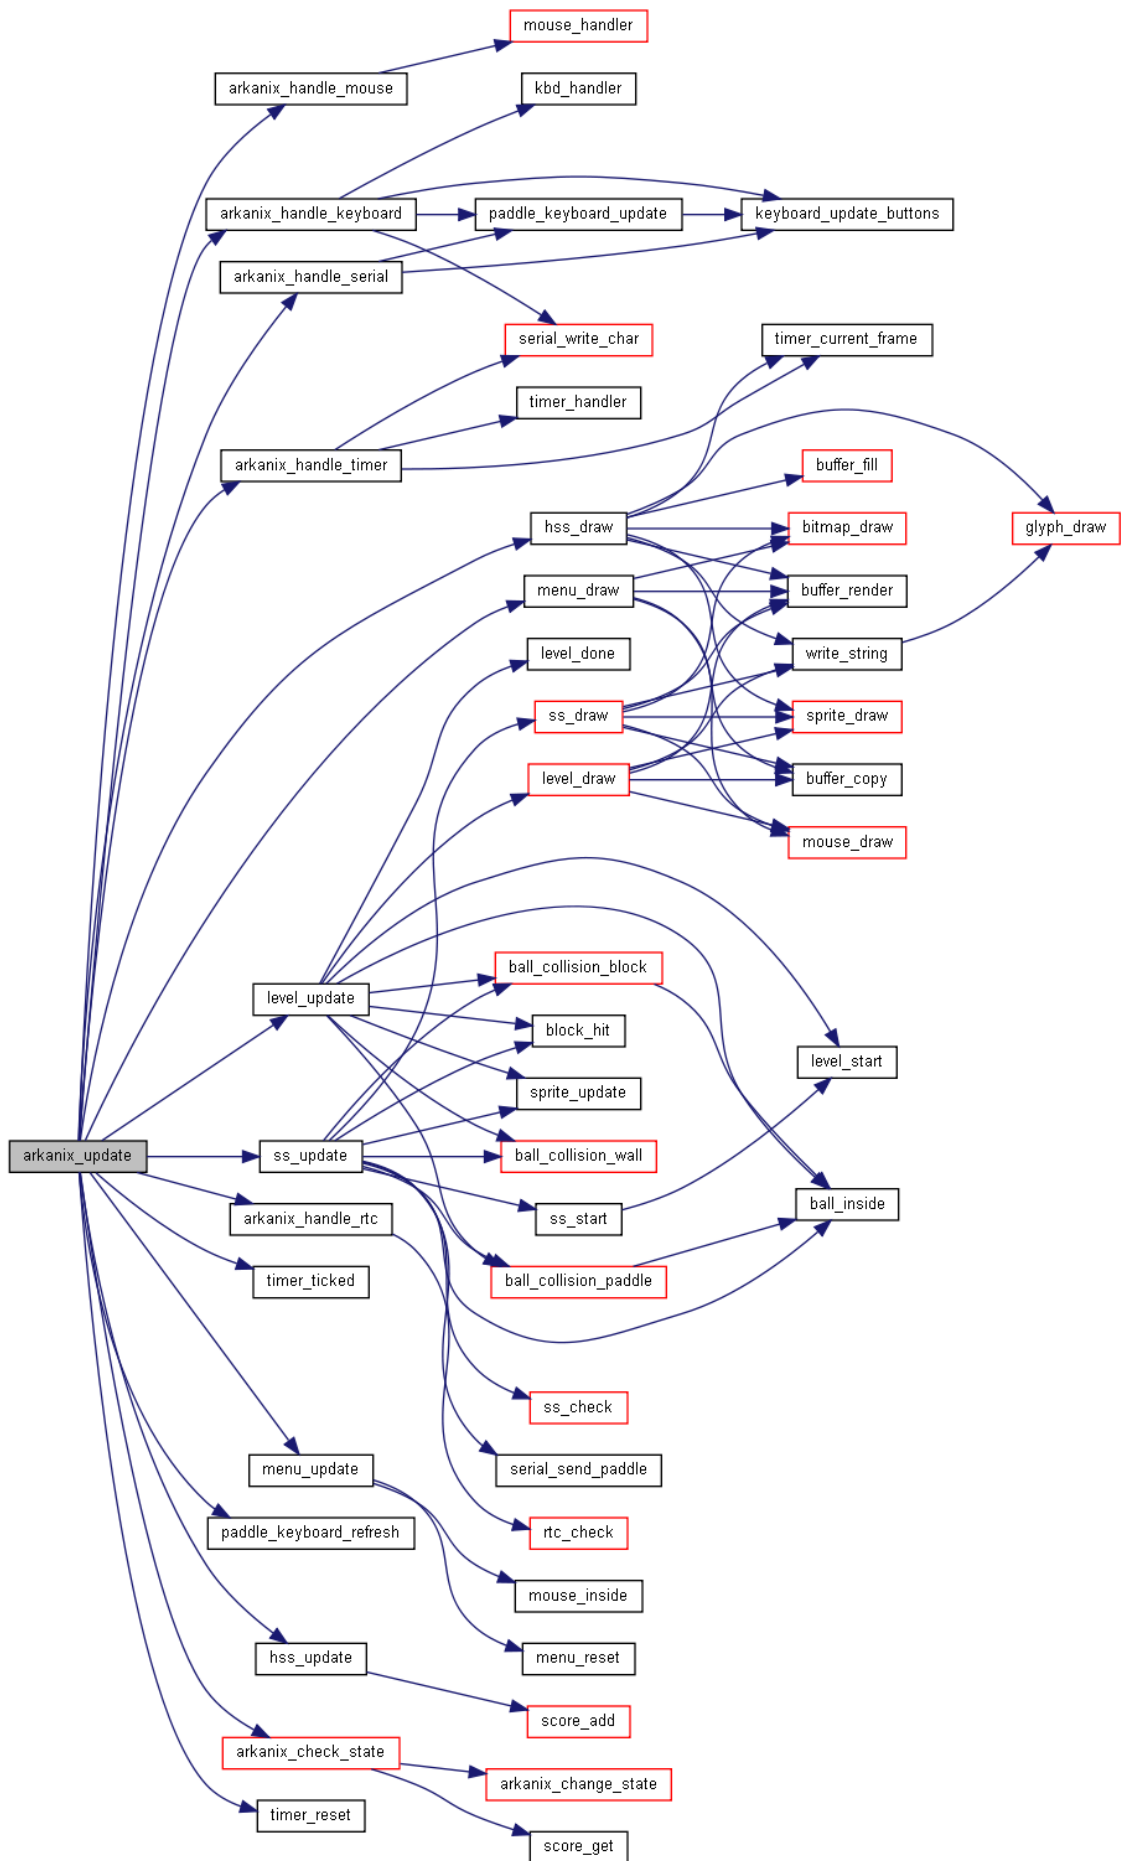 mouse_handler
arkanix_handle_mouse
kbd_handler
arkanix_handle_keyboard
paddle_keyboard_update
keyboard_update_buttons
arkanix_handle_serial
serial_write_char
timer_current_frame
timer_handler
arkanix_handle_timer
buffer_fill
hss_draw
bitmap_draw
glyph_draw
menu_draw
buffer_render
level_done
write_string
ss_draw
sprite_draw
level_draw
buffer_copy
mouse_draw
ball_collision_block
level_update
block_hit
level_start
sprite_update
arkanix_update
ss_update
ball_collision_wall
ball_inside
arkanix_handle_rtc
ss_start
timer_ticked
ball_collision_paddle
ss_check
menu_update
serial_send_paddle
paddle_keyboard_refresh
rtc_check
mouse_inside
hss_update
menu_reset
score_add
arkanix_check_state
arkanix_change_state
timer_reset
score_get